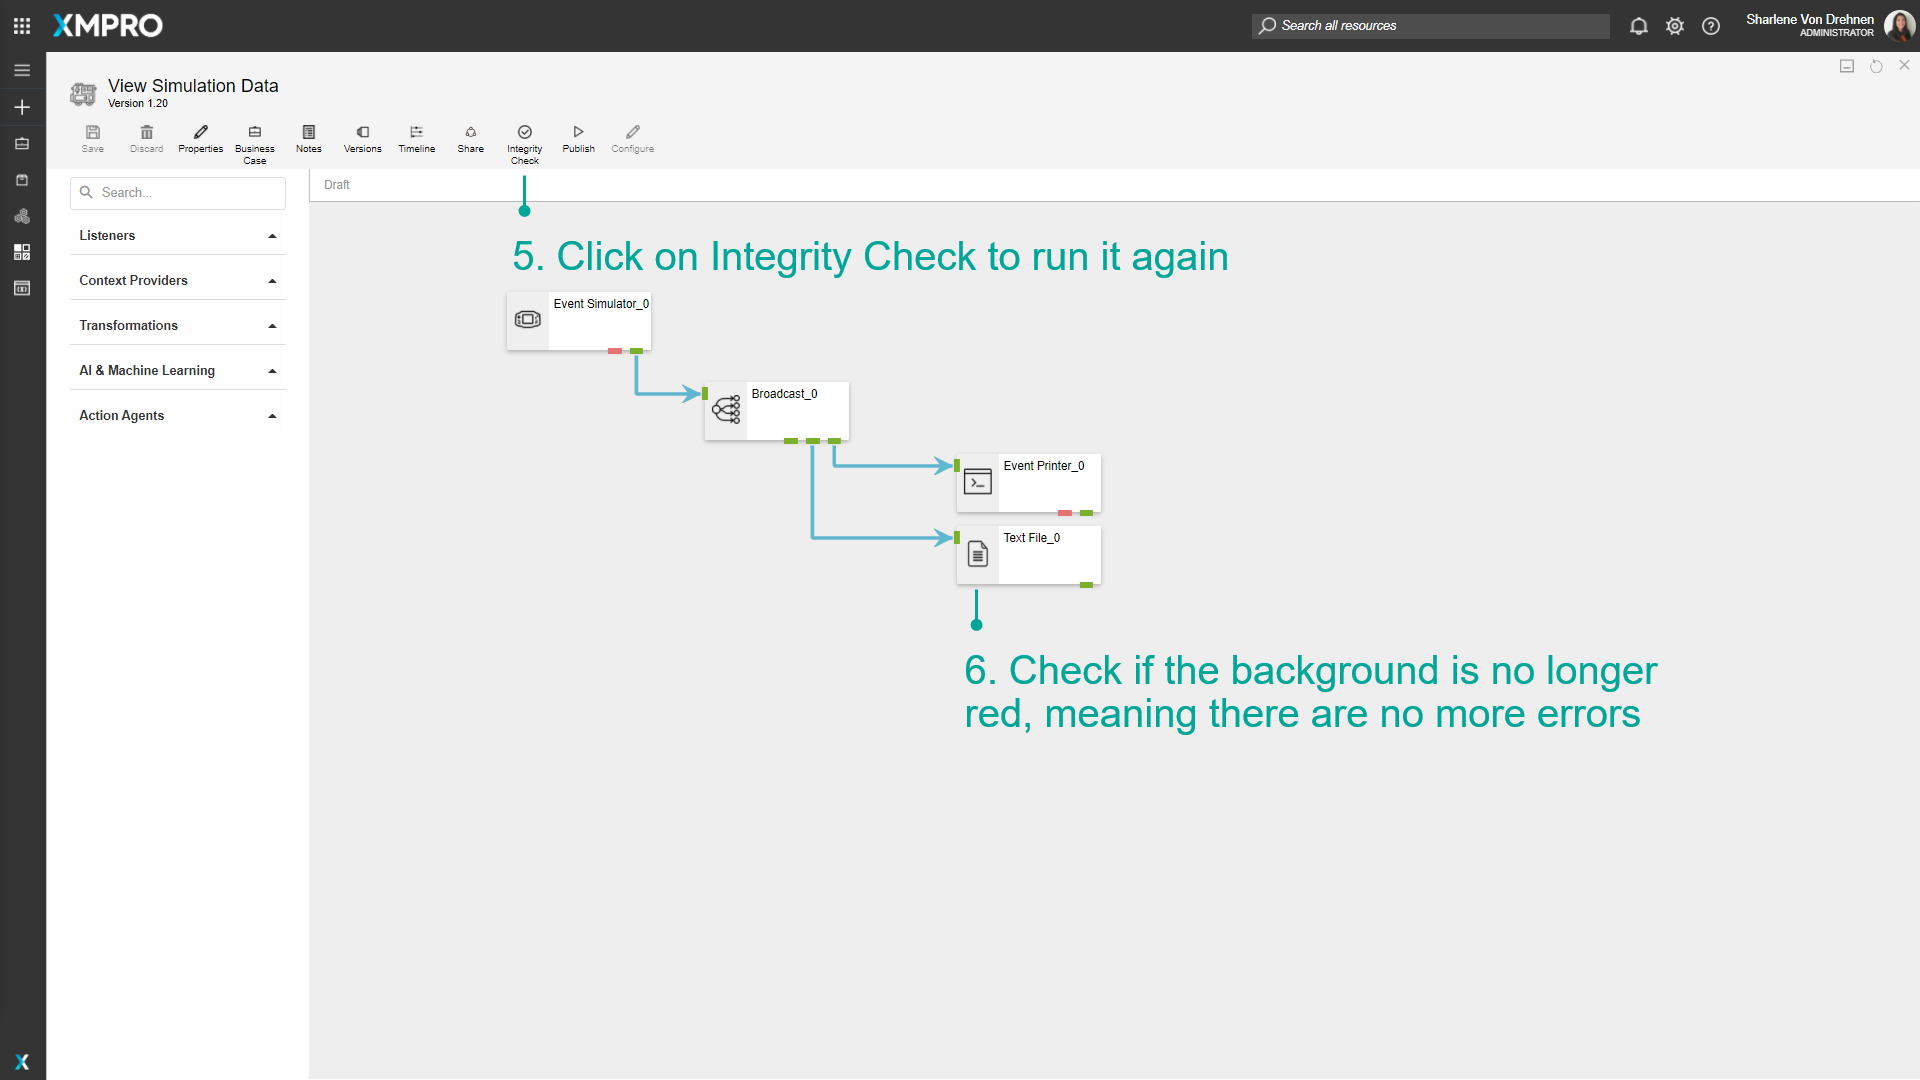 XMPRO
Search all resources
Sharlene Von Drehnen
ADMINISTRATOR
View Simulation Data
Version 1.20
Save
Discard
Properties
Business
Case
Notes
Versions
Timeline
Share
Integrity
Check
Publish
Configure
Search...
Draft
Listeners
Context Providers
Transformations
AI & Machine Learning
Action Agents
5. Click on Integrity Check to run it again
Event Simulator_0
Broadcast_0
Event Printer_0
Text File_0
6. Check if the background is no longer
red, meaning there are no more errors